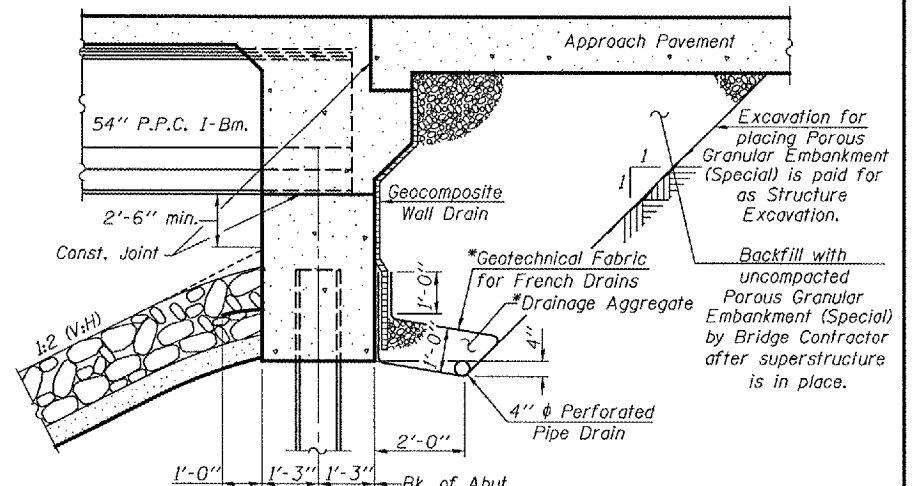 Approach Pavement
54" P.P.C. I-Bm.
Excavation for
placing Porous
Granular Embankment
(Special) is paid for
as Structure
Excavation.
1
1
Geocomposite
Wall Drain
2'-6" min.
Const. Joint
*Geotechnical Fabric
for French Drains
*Drainage Aggregate
Backfill with
uncompacted
Porous Granular
Embankment (Special)
by Bridge Contractor
after superstructure
is in place.
1'-0"
1'-0"
4"
1:2 (V:H)
4" ϕ Perforated
Pipe Drain
2'-0"
1'-0"
1'-3"
1'-3"
Bk. of Abut.